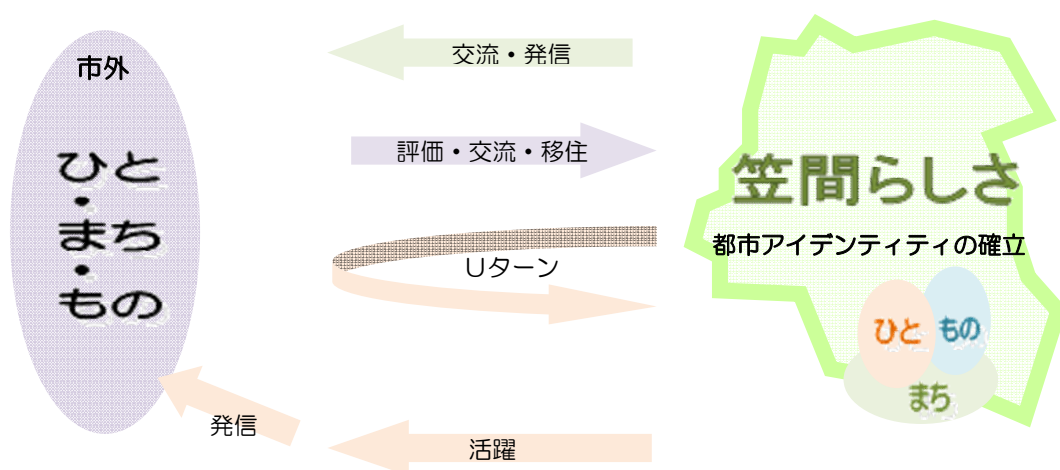 市外
ひと
・
まち
・
もの
交流・発信
評価・交流・移住
Uターン
発信
活躍
笠間らしさ
都市アイデンティティの確立
ひと
もの
まち